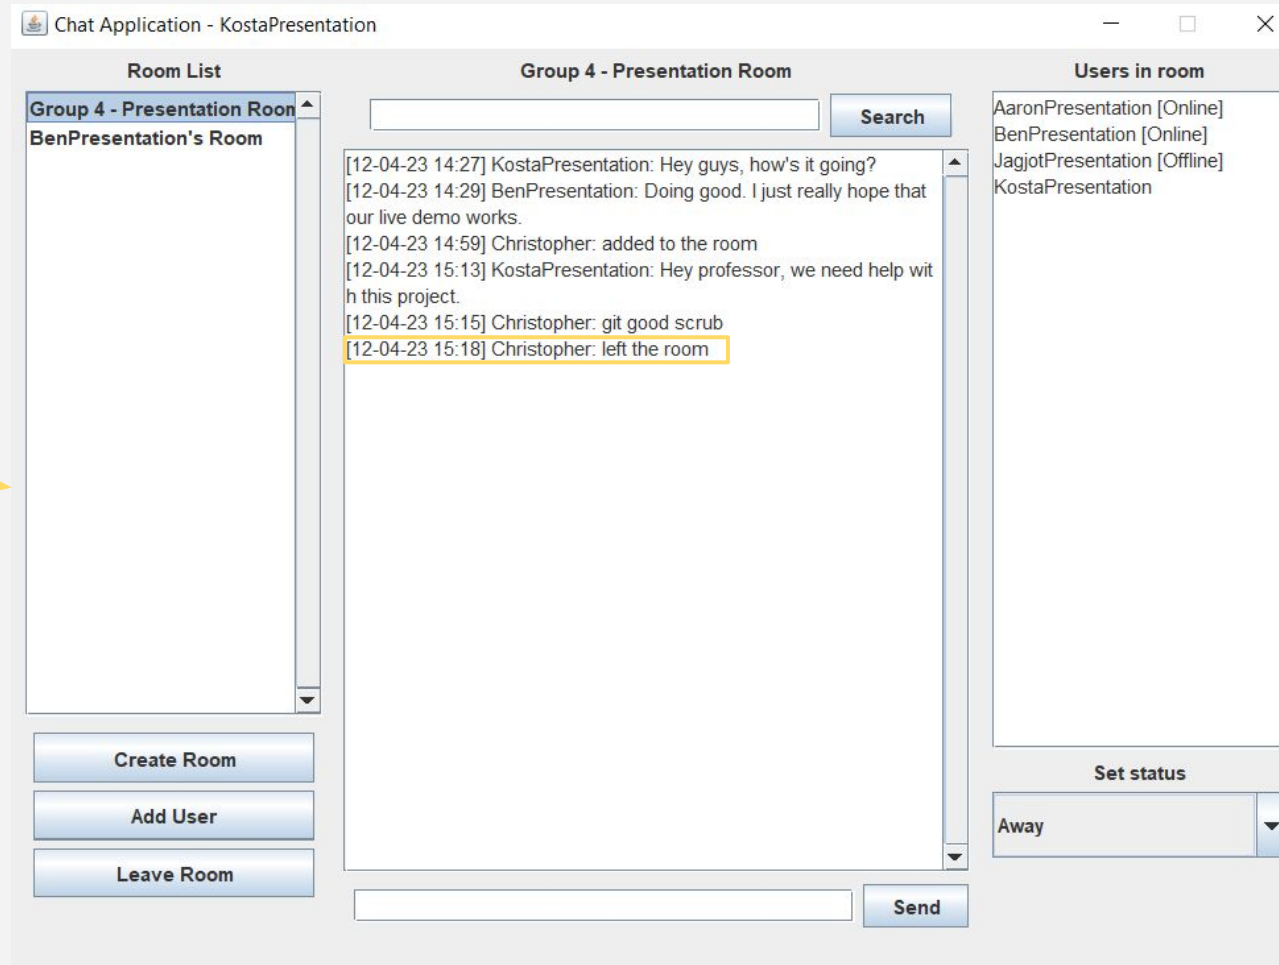 Chat Application - KostaPresentation
Room List
Group 4 - Presentation Room
BenPresentation's Room
Create Room
Add User
Leave Room
Group 4 - Presentation Room
Search
[12-04-23 14:27] KostaPresentation: Hey guys, how's it going?
[12-04-23 14:29] BenPresentation: Doing good. I just really hope that
our live demo works.
[12-04-23 14:59] Christopher: added to the room
[12-04-23 15:13] KostaPresentation: Hey professor, we need help wit
h this project.
[12-04-23 15:15] Christopher: git good scrub
[12-04-23 15:18] Christopher: left the room
Send
Users in room
AaronPresentation [Online]
BenPresentation [Online]
JagjotPresentation [Offline]
KostaPresentation
Set status
Away